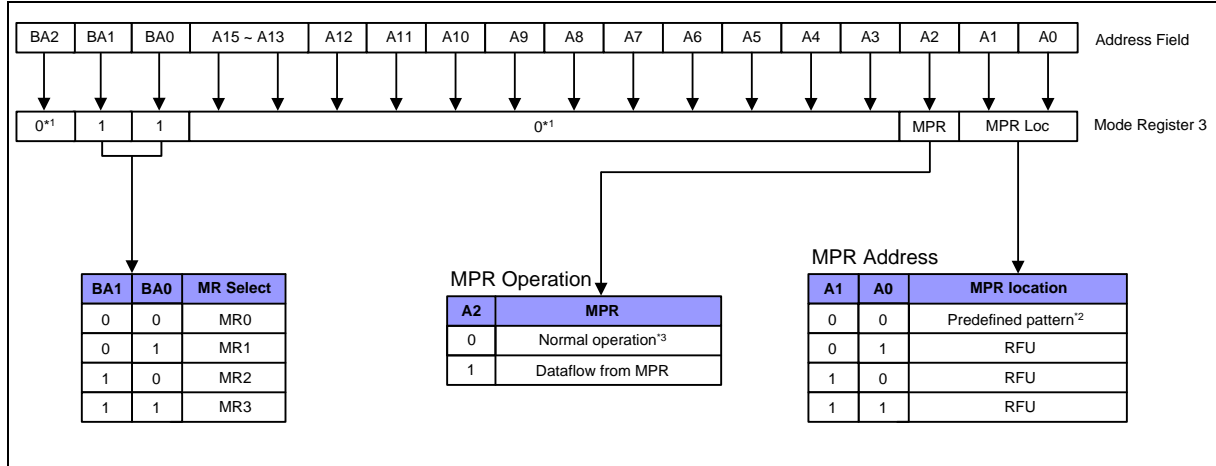 BA2 BA1 BA0 A15 ~ A13 A12 A11 A10 A9 A8 A7 A6 A5 A4 A3 A2 A1 A0 Address Field
0*1 1 1 0*1 MPR MPR Loc Mode Register 3
BA1 BA0 MR Select
0 0 MR0
0 1 MR1
1 0 MR2
1 1 MR3
MPR Operation
A2 MPR
0 Normal operation*3
1 Dataflow from MPR
MPR Address
A1 A0 MPR location
0 0 Predefined pattern*2
0 1 RFU
1 0 RFU
1 1 RFU